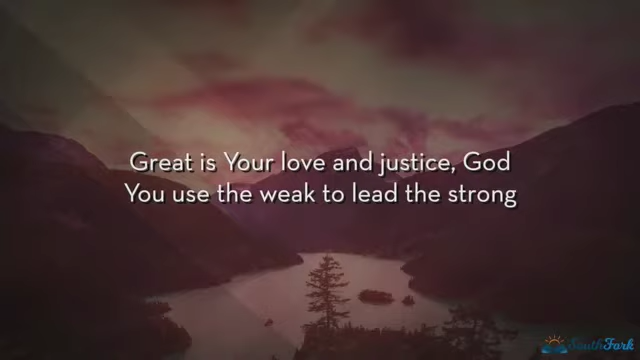 Great is Your love and justice, God
You use the weak to lead the strong
SouthFork